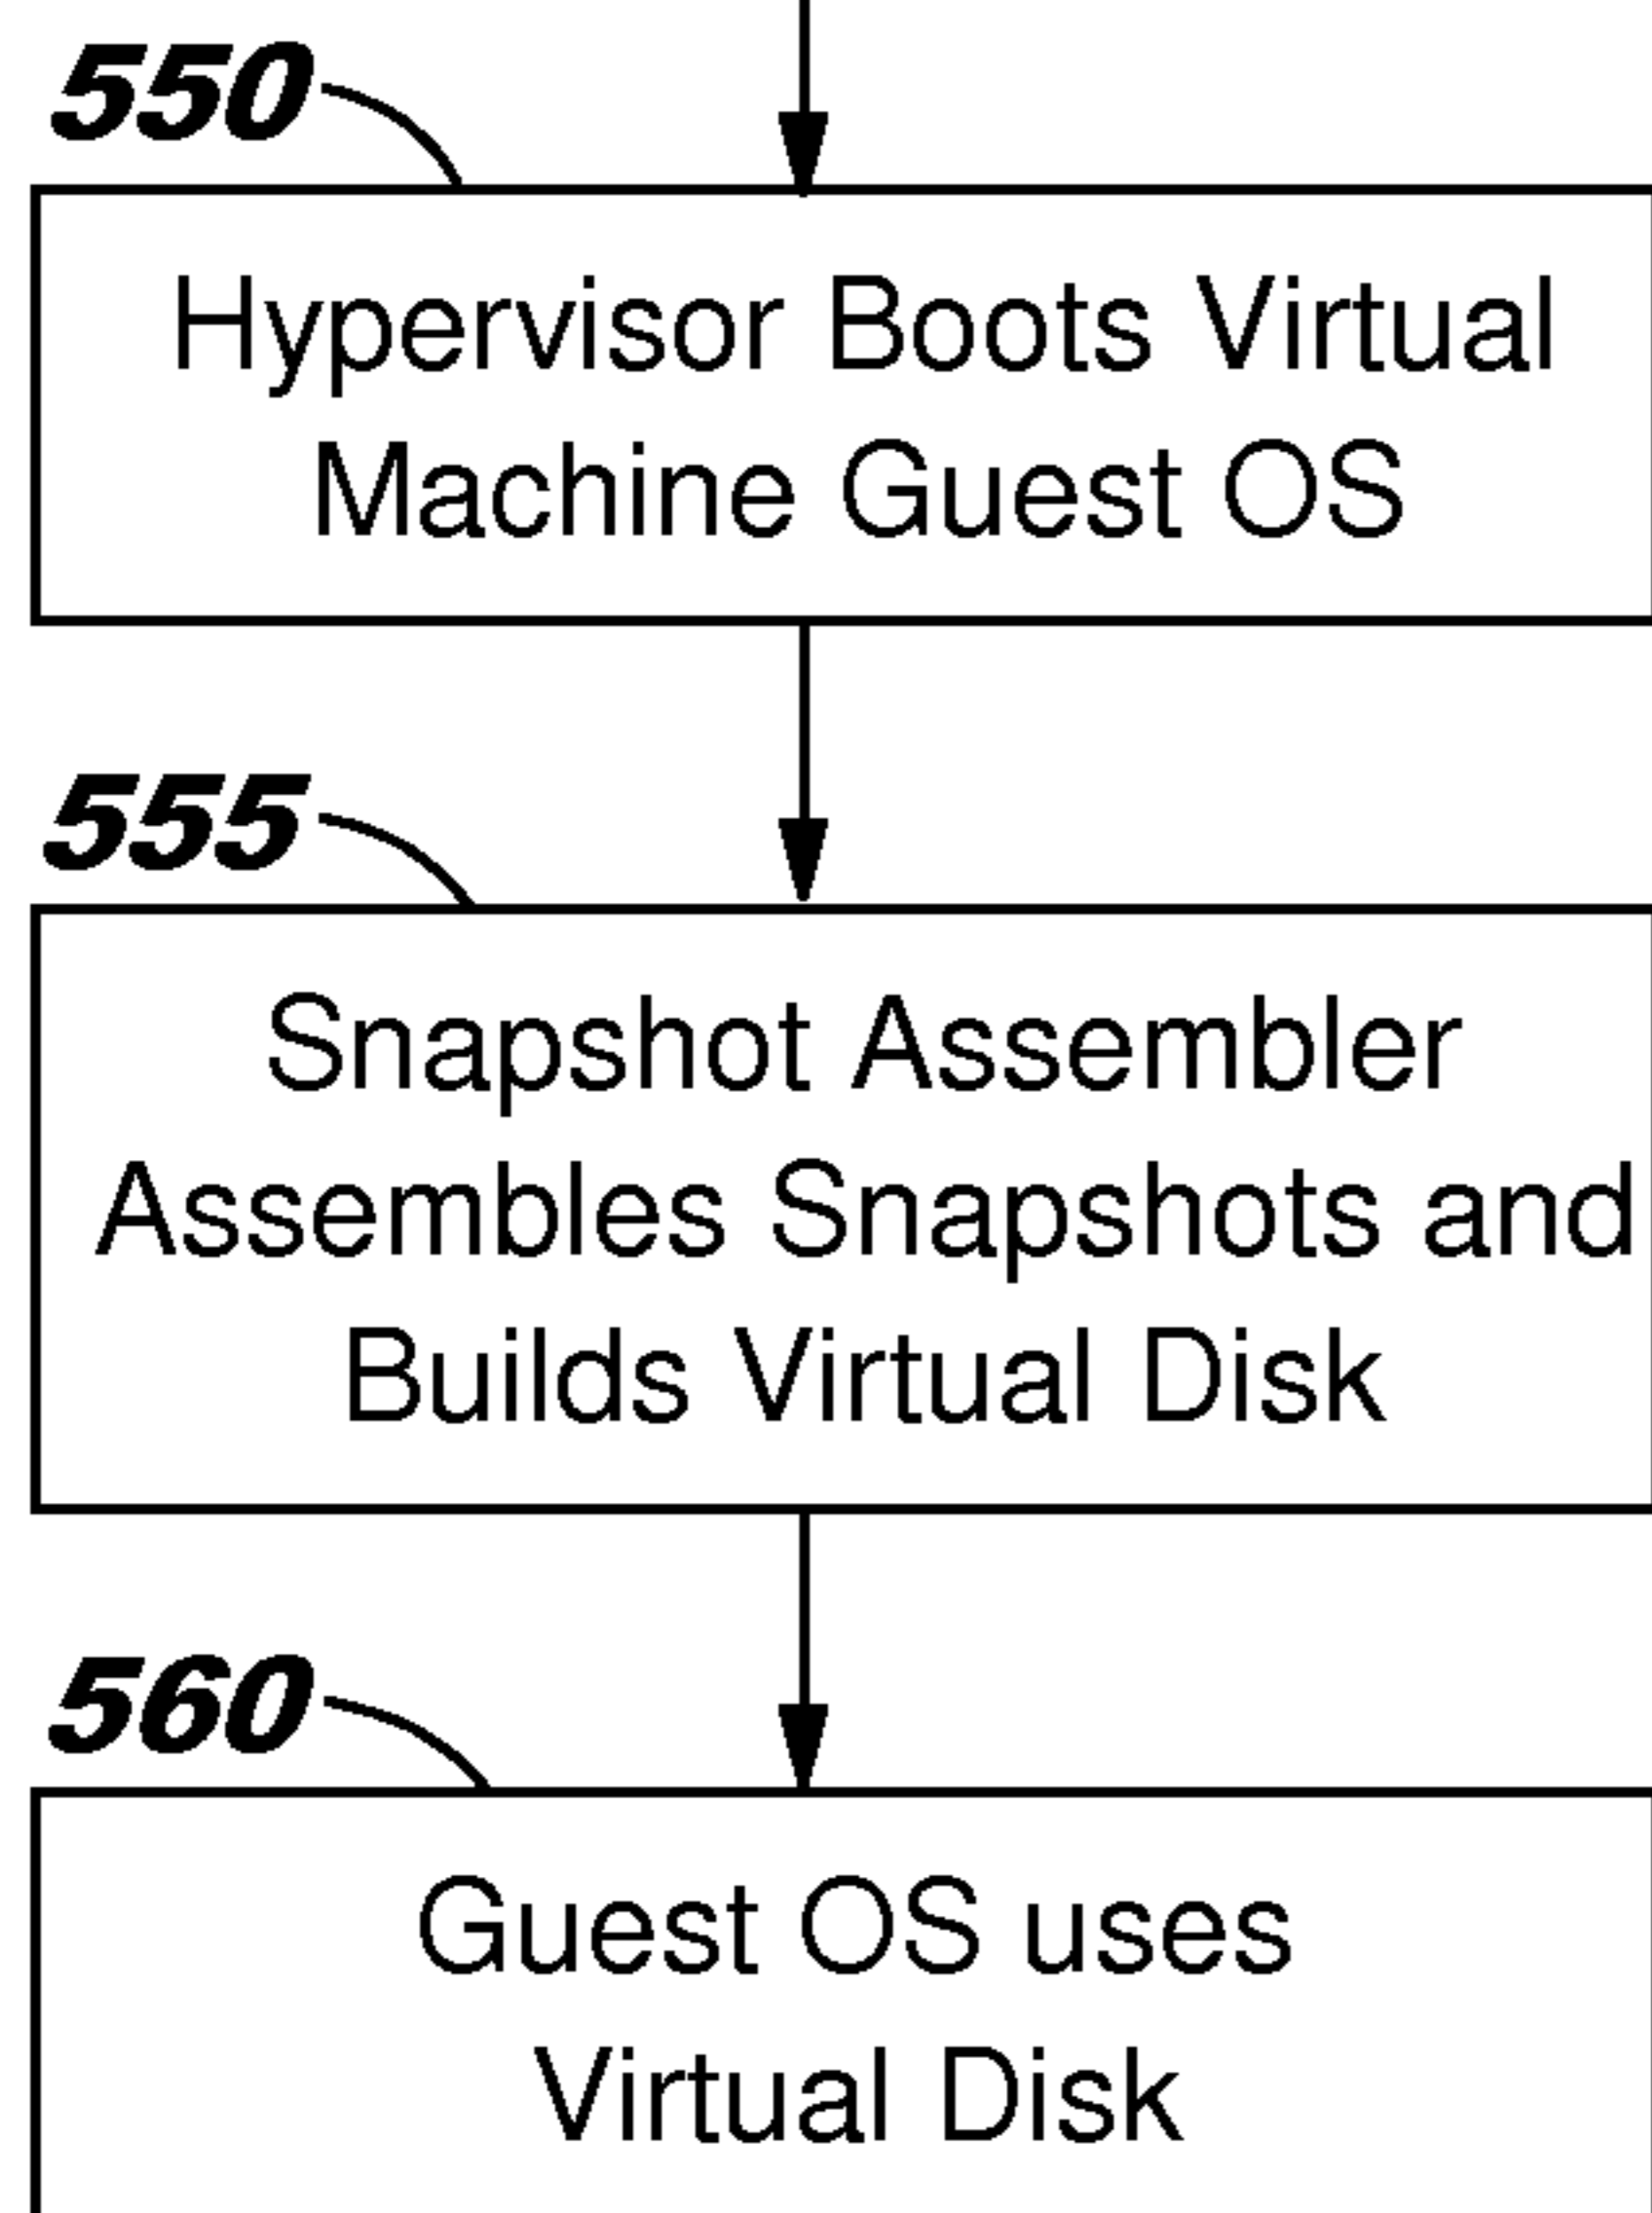 550
Hypervisor Boots Virtual
Machine Guest OS
555
Snapshot Assembler
Assembles Snapshots and
Builds Virtual Disk
560
Guest OS uses
Virtual Disk